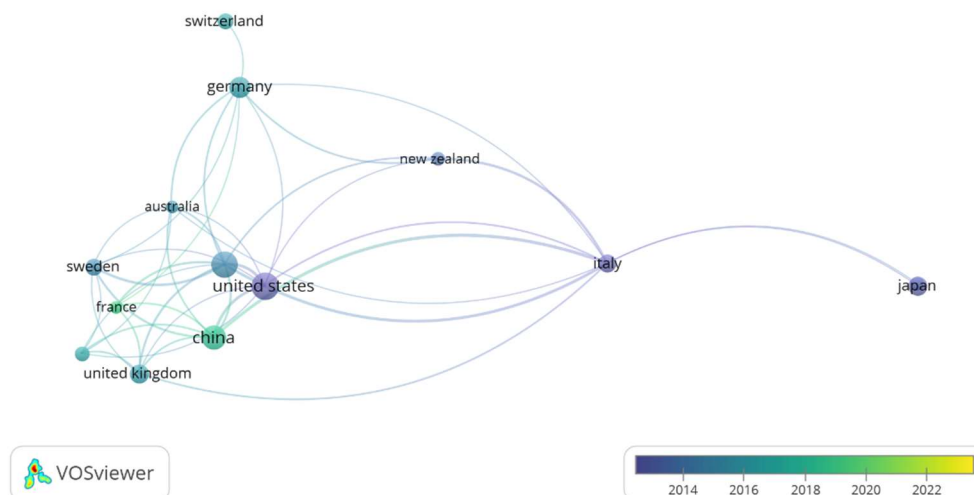 switzerland
germany
new zealand
australia
sweden
italy
united states
japan
france
china
united kingdom
VOSviewer
2014 2016 2018 2020 2022